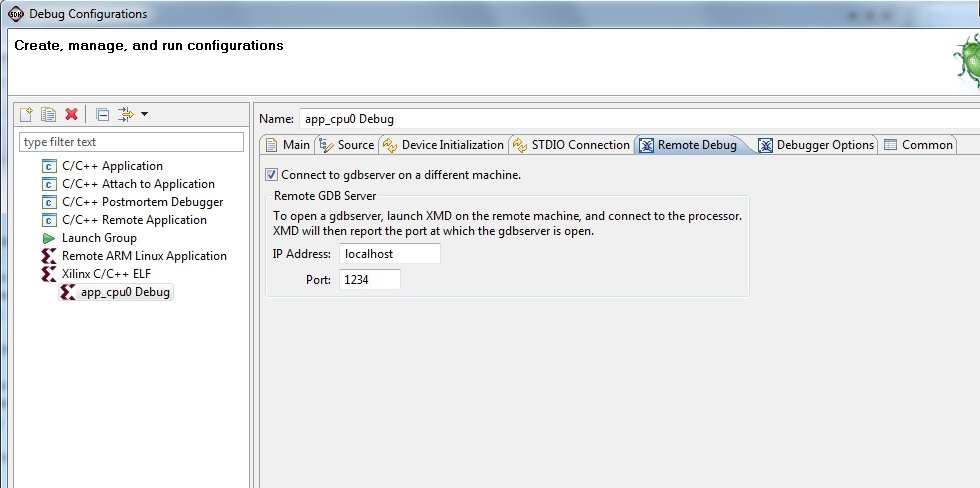 SDK Debug Configurations
Create, manage, and run configurations
type filter text
C/C++ Application
C/C++ Attach to Application
C/C++ Postmortem Debugger
C/C++ Remote Application
Launch Group
Remote ARM Linux Application
Xilinx C/C++ ELF
app_cpu0 Debug
Name: app_cpu0 Debug
Main Source Device Initialization STDIO Connection Remote Debug Debugger Options Common
Connect to gdbserver on a different machine.
Remote GDB Server
To open a gdbserver, launch XMD on the remote machine, and connect to the processor.
XMD will then report the port at which the gdbserver is open.
IP Address: localhost
Port: 1234